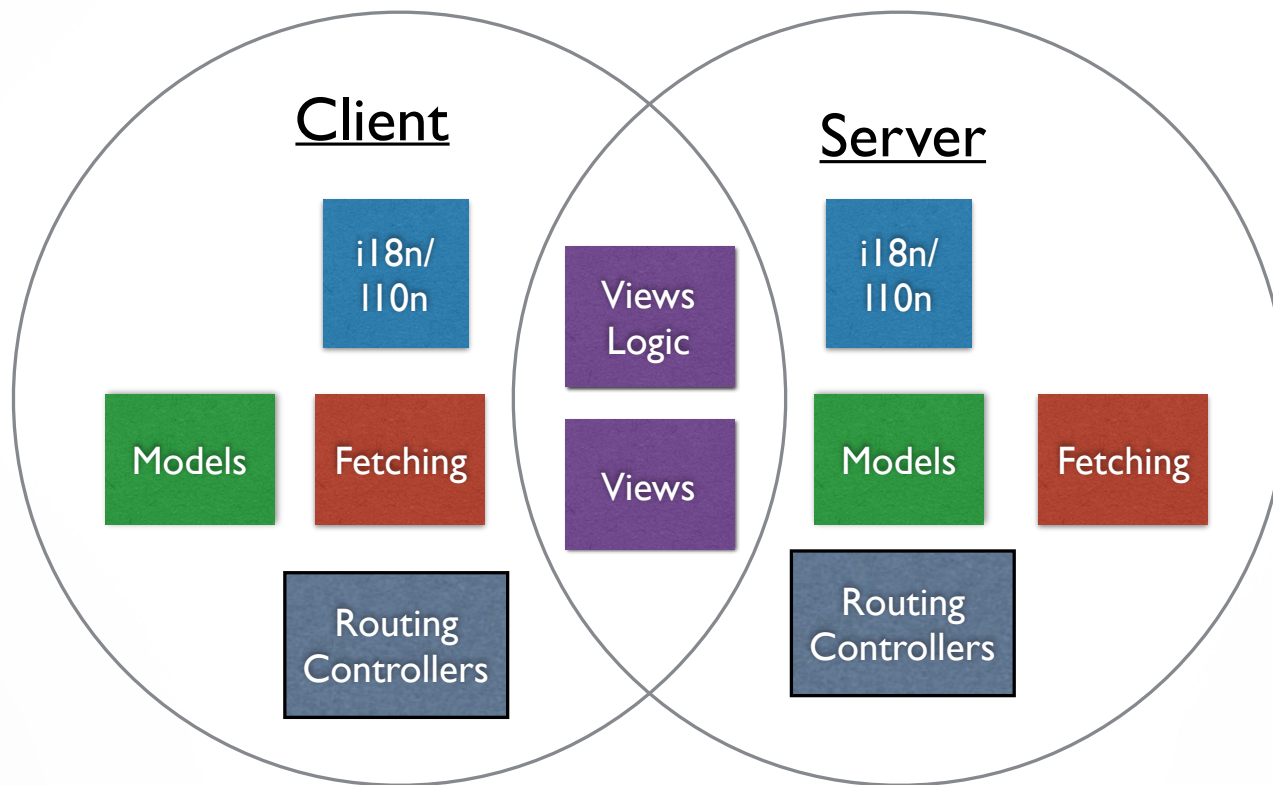 Client
i18n/
l10n
Models
Fetching
Routing
Controllers
Views
Logic
Views
Server
i18n/
l10n
Models
Fetching
Routing
Controllers